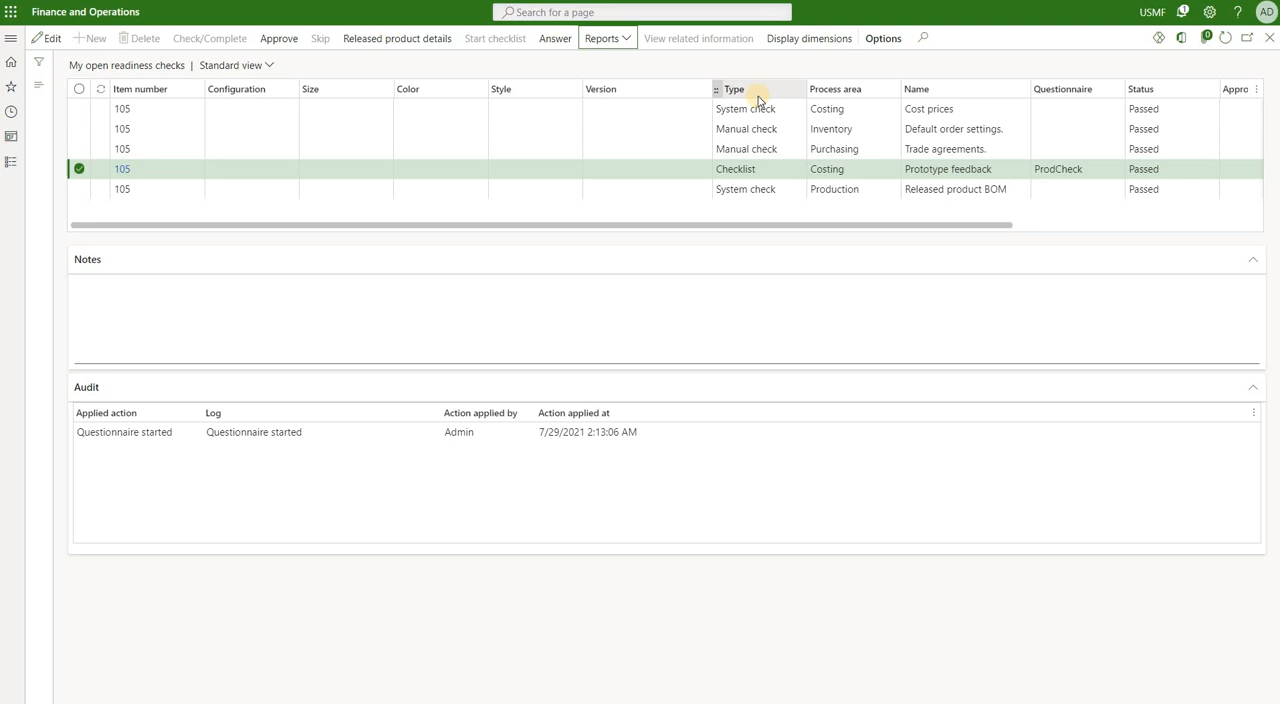 Finance and Operations Search for a page USMF 1 ? AD
Edit New Delete Check/Complete Approve Skip Released product details Start checklist Answer Reports View related information Display dimensions Options 0
My open readiness checks | Standard view
Item number Configuration Size Color Style Version Type Process area Name Questionnaire Status Appro
105 System check Costing Cost prices Passed
105 Manual check Inventory Default order settings. Passed
105 Manual check Purchasing Trade agreements. Passed
105 Checklist Costing Prototype feedback ProdCheck Passed
105 System check Production Released product BOM Passed
Notes
Audit
Applied action Log Action applied by Action applied at
Questionnaire started Questionnaire started Admin 7/29/2021 2:13:06 AM